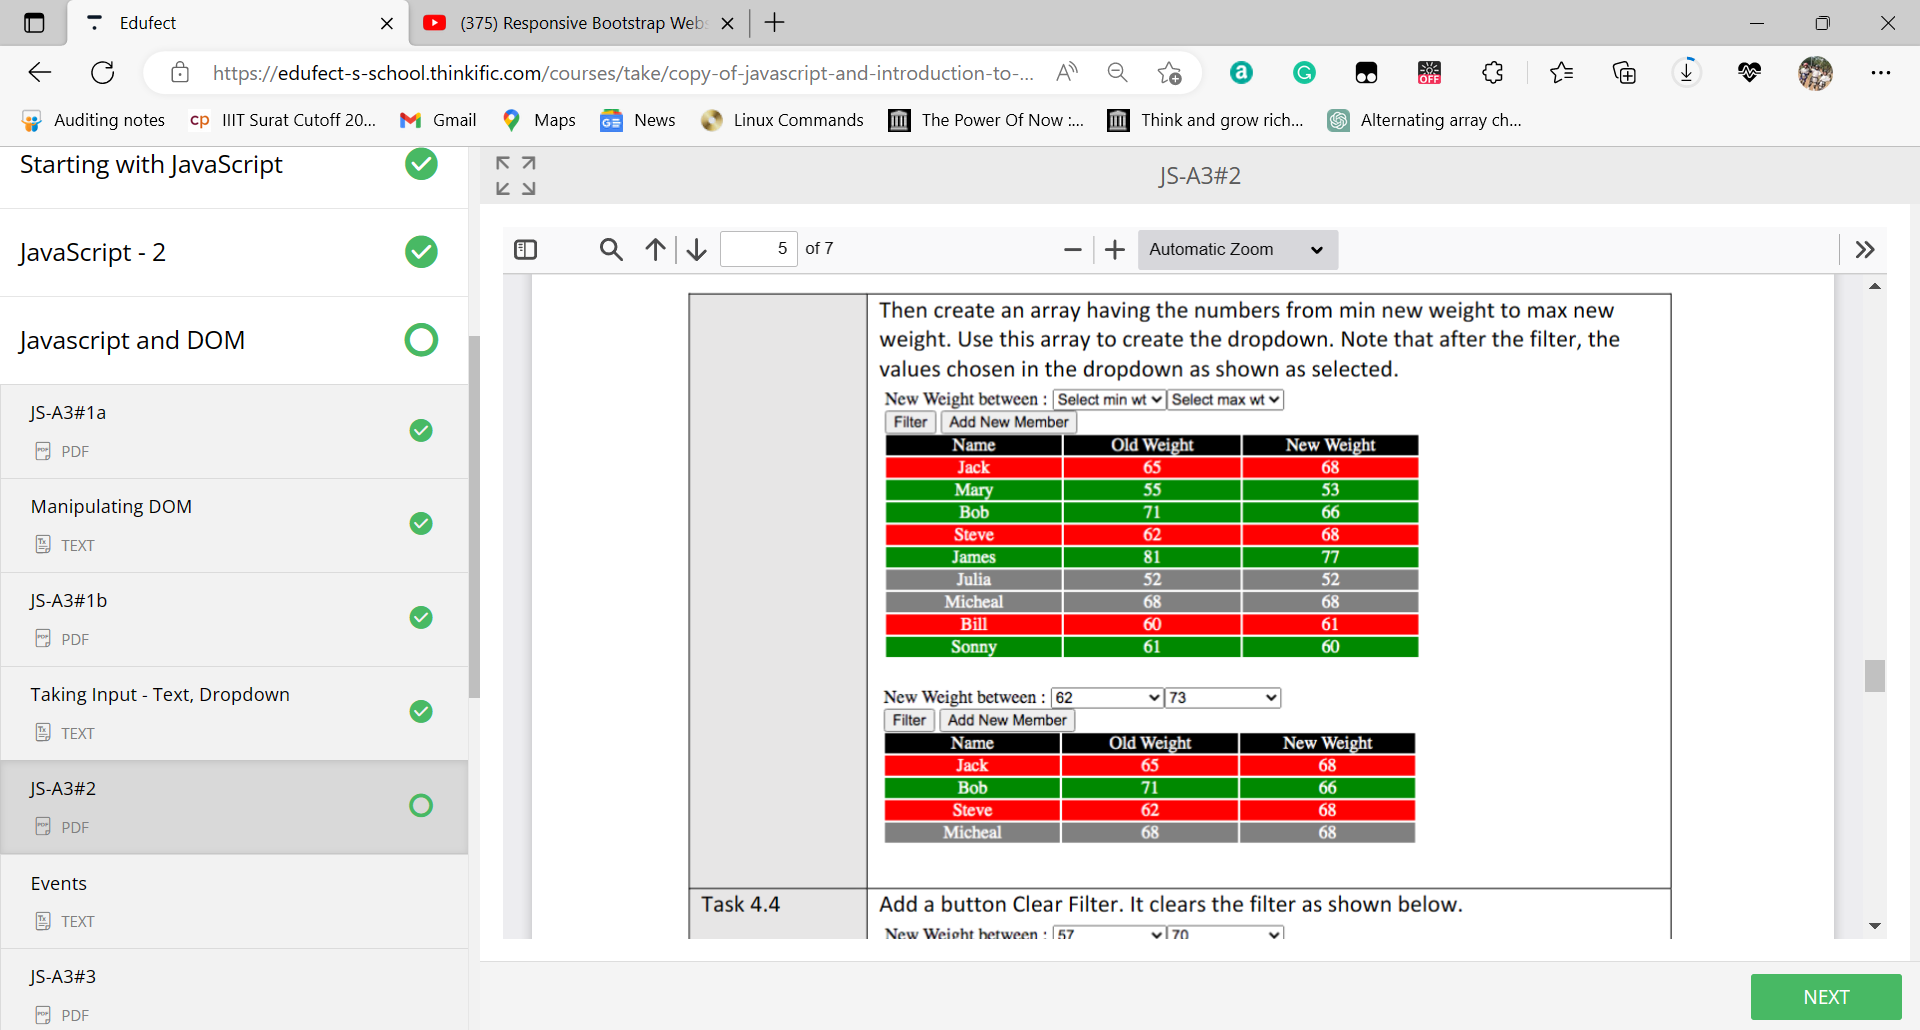 Edufect
(375) Responsive Bootstrap Web
https://edufect-s-school.thinkific.com/courses/take/copy-of-javascript-and-introduction-to-...
Auditing notes
cp IIIT Surat Cutoff 20...
Gmail
Maps
GE News
Linux Commands
The Power Of Now :...
Think and grow rich...
Alternating array ch...
Starting with JavaScript
JavaScript - 2
Javascript and DOM
JS-A3#1a
PDF
Manipulating DOM
TEXT
JS-A3#1b
PDF
Taking Input - Text, Dropdown
TEXT
JS-A3#2
PDF
Events
TEXT
JS-A3#3
PDF
JS-A3#2
5 of 7
Automatic Zoom
Then create an array having the numbers from min new weight to max new
weight. Use this array to create the dropdown. Note that after the filter, the
values chosen in the dropdown as shown as selected.
New Weight between : Select min wt Select max wt
Filter Add New Member
Name Old Weight New Weight
Jack 65 68
Mary 55 53
Bob 71 66
Steve 62 68
James 81 77
Julia 52 52
Micheal 68 68
Bill 60 61
Sonny 61 60
New Weight between : 62 73
Filter Add New Member
Name Old Weight New Weight
Jack 65 68
Bob 71 66
Steve 62 68
Micheal 68 68
Task 4.4 Add a button Clear Filter. It clears the filter as shown below.
New Weight between : 57 70
NEXT